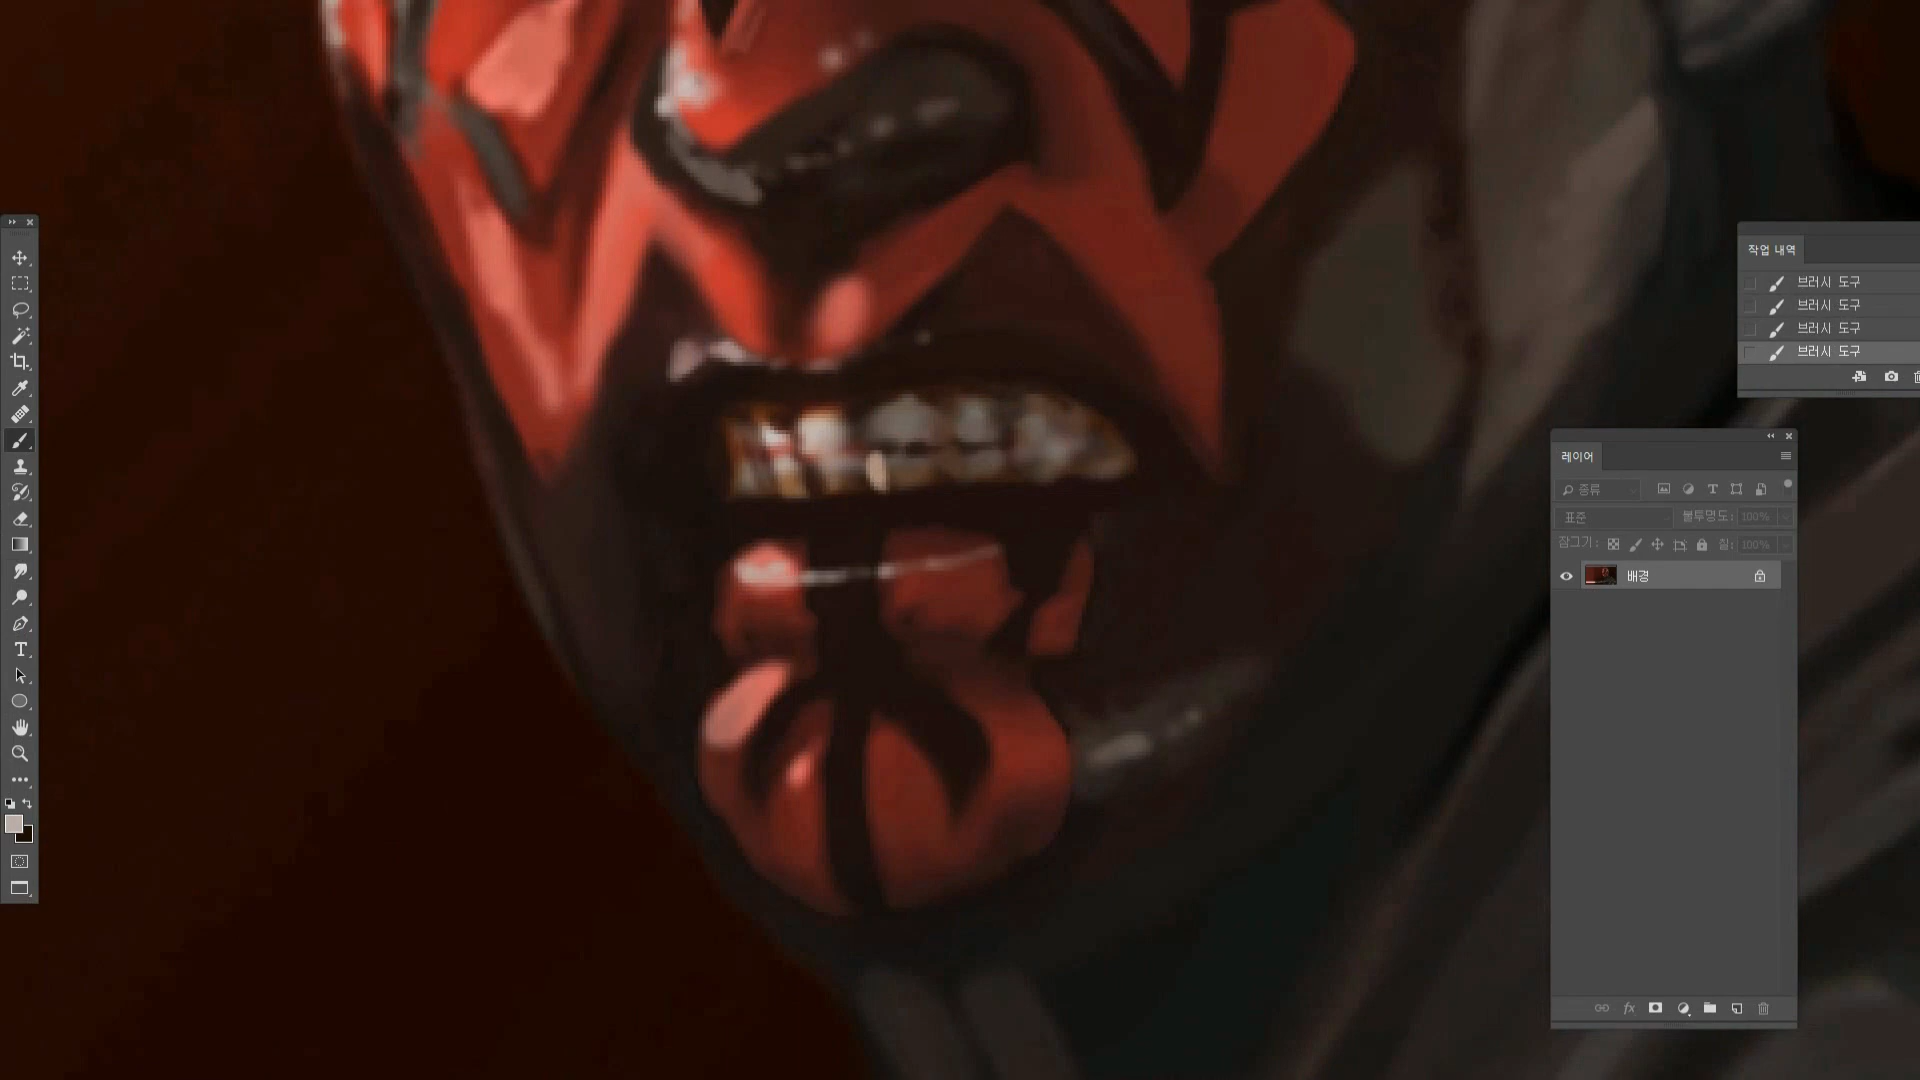 작업 내역
브러시 도구
브러시 도구
브러시 도구
브러시 도구
레이어
종류
표준
불투명도: 100%
잠그기: 칠: 100%
배경
fx